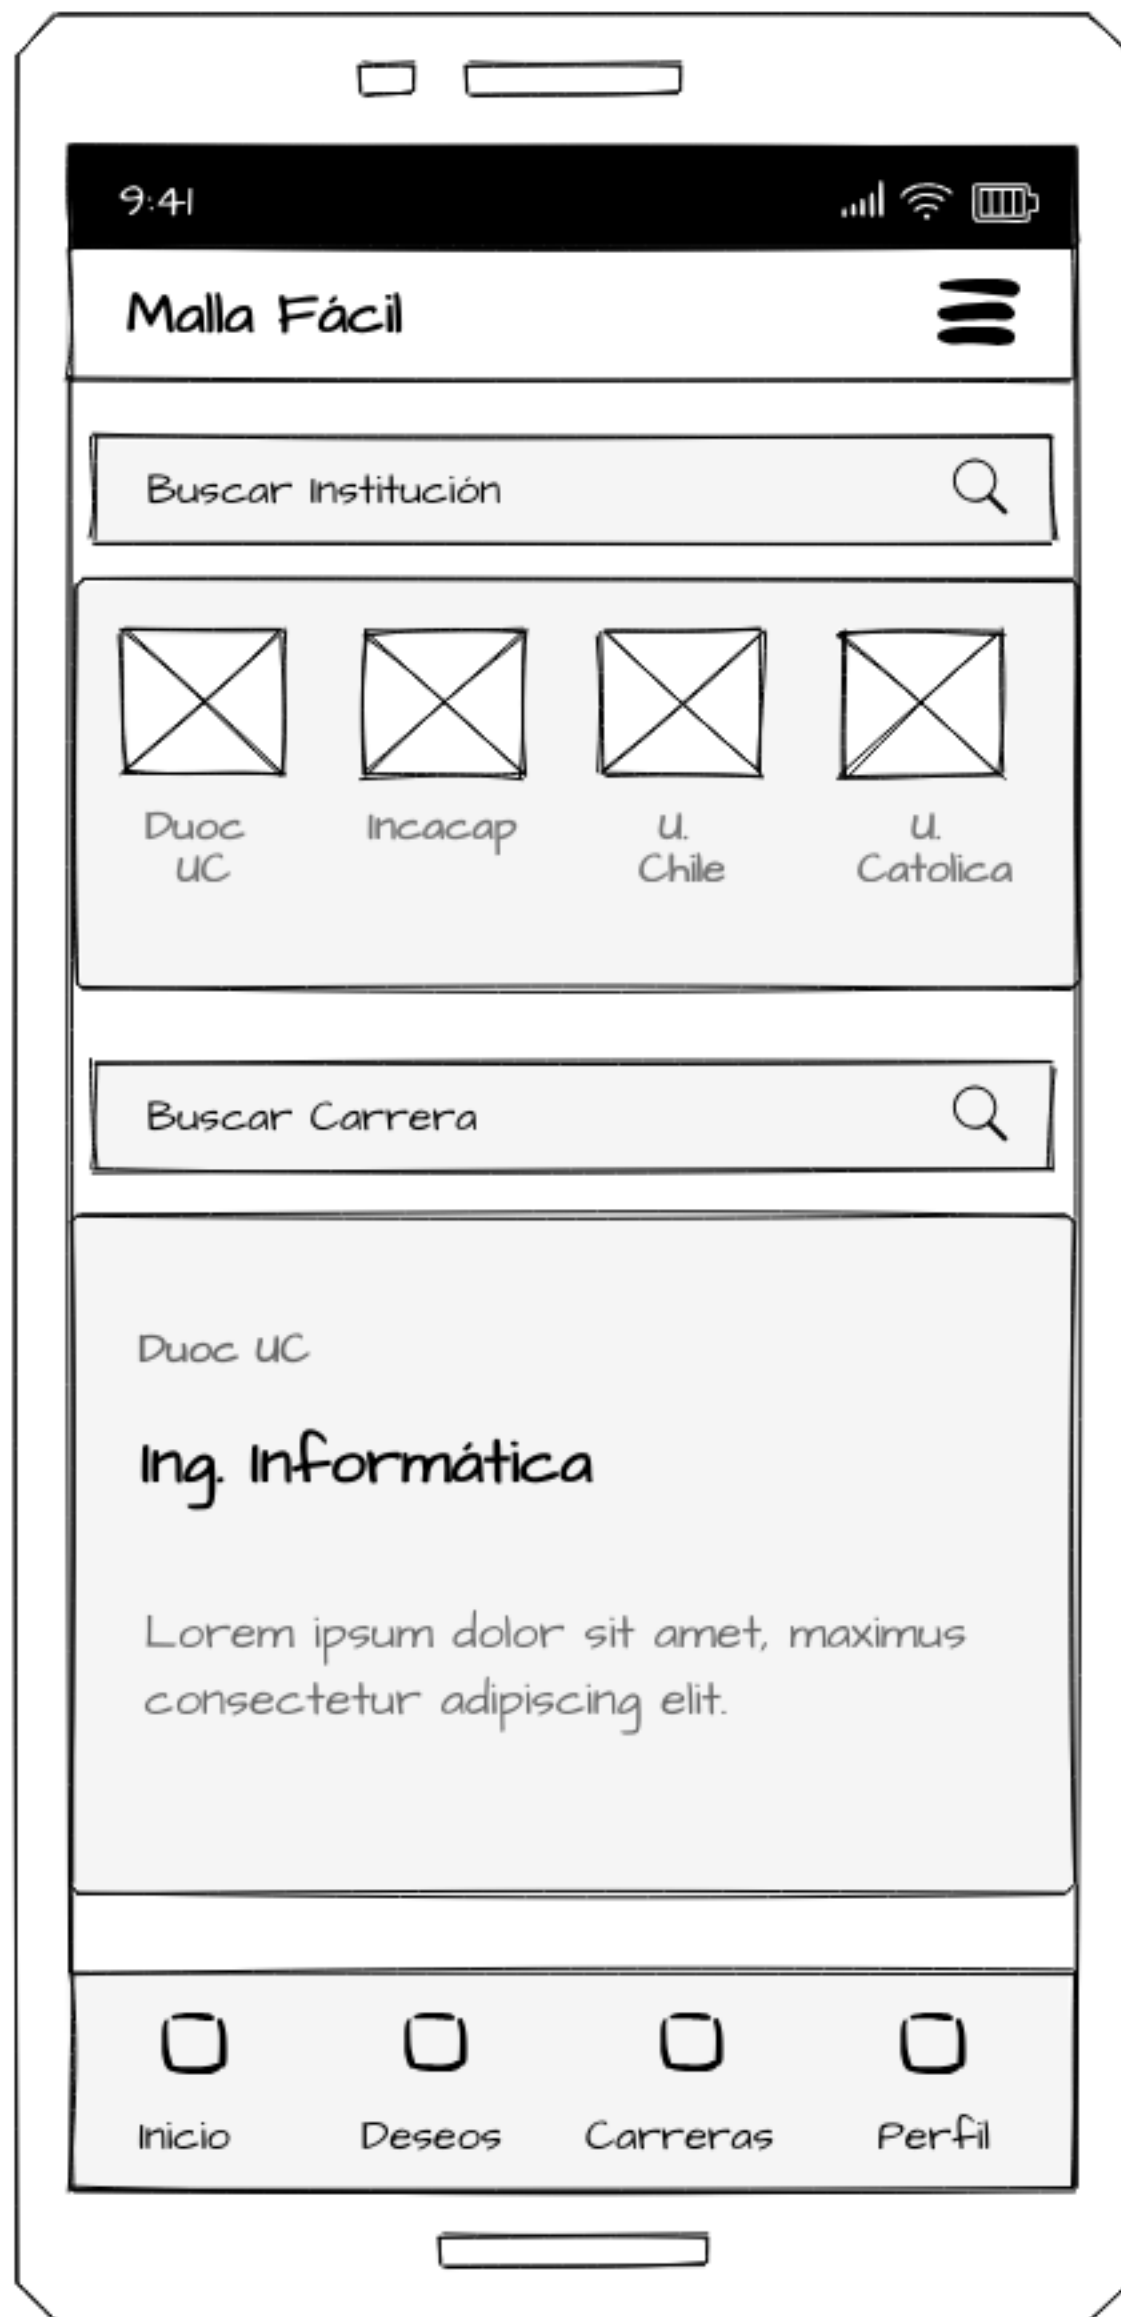 9:41
Malla Fácil
Buscar Institución
Duoc
UC
Incacap
U.
Chile
U.
Catolica
Buscar Carrera
Duoc UC
Ing. Informática
Lorem ipsum dolor sit amet, maximus
consectetur adipiscing elit.
Inicio
Deseos
Carreras
Perfil